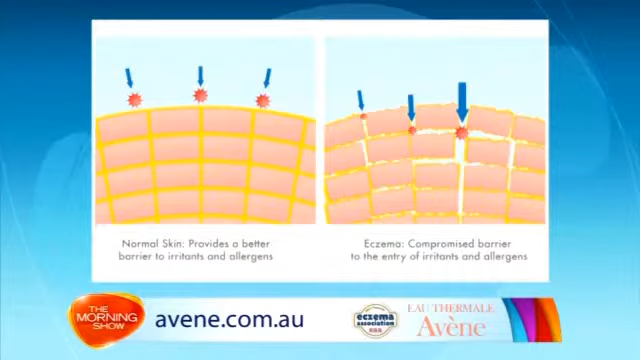 Normal Skin: Provides a better
barrier to irritants and allergens
Eczema: Compromised barrier
to the entry of irritants and allergens
THE
MORNING
SHOW
avene.com.au
eczema
association
EAU THERMALE
Avène